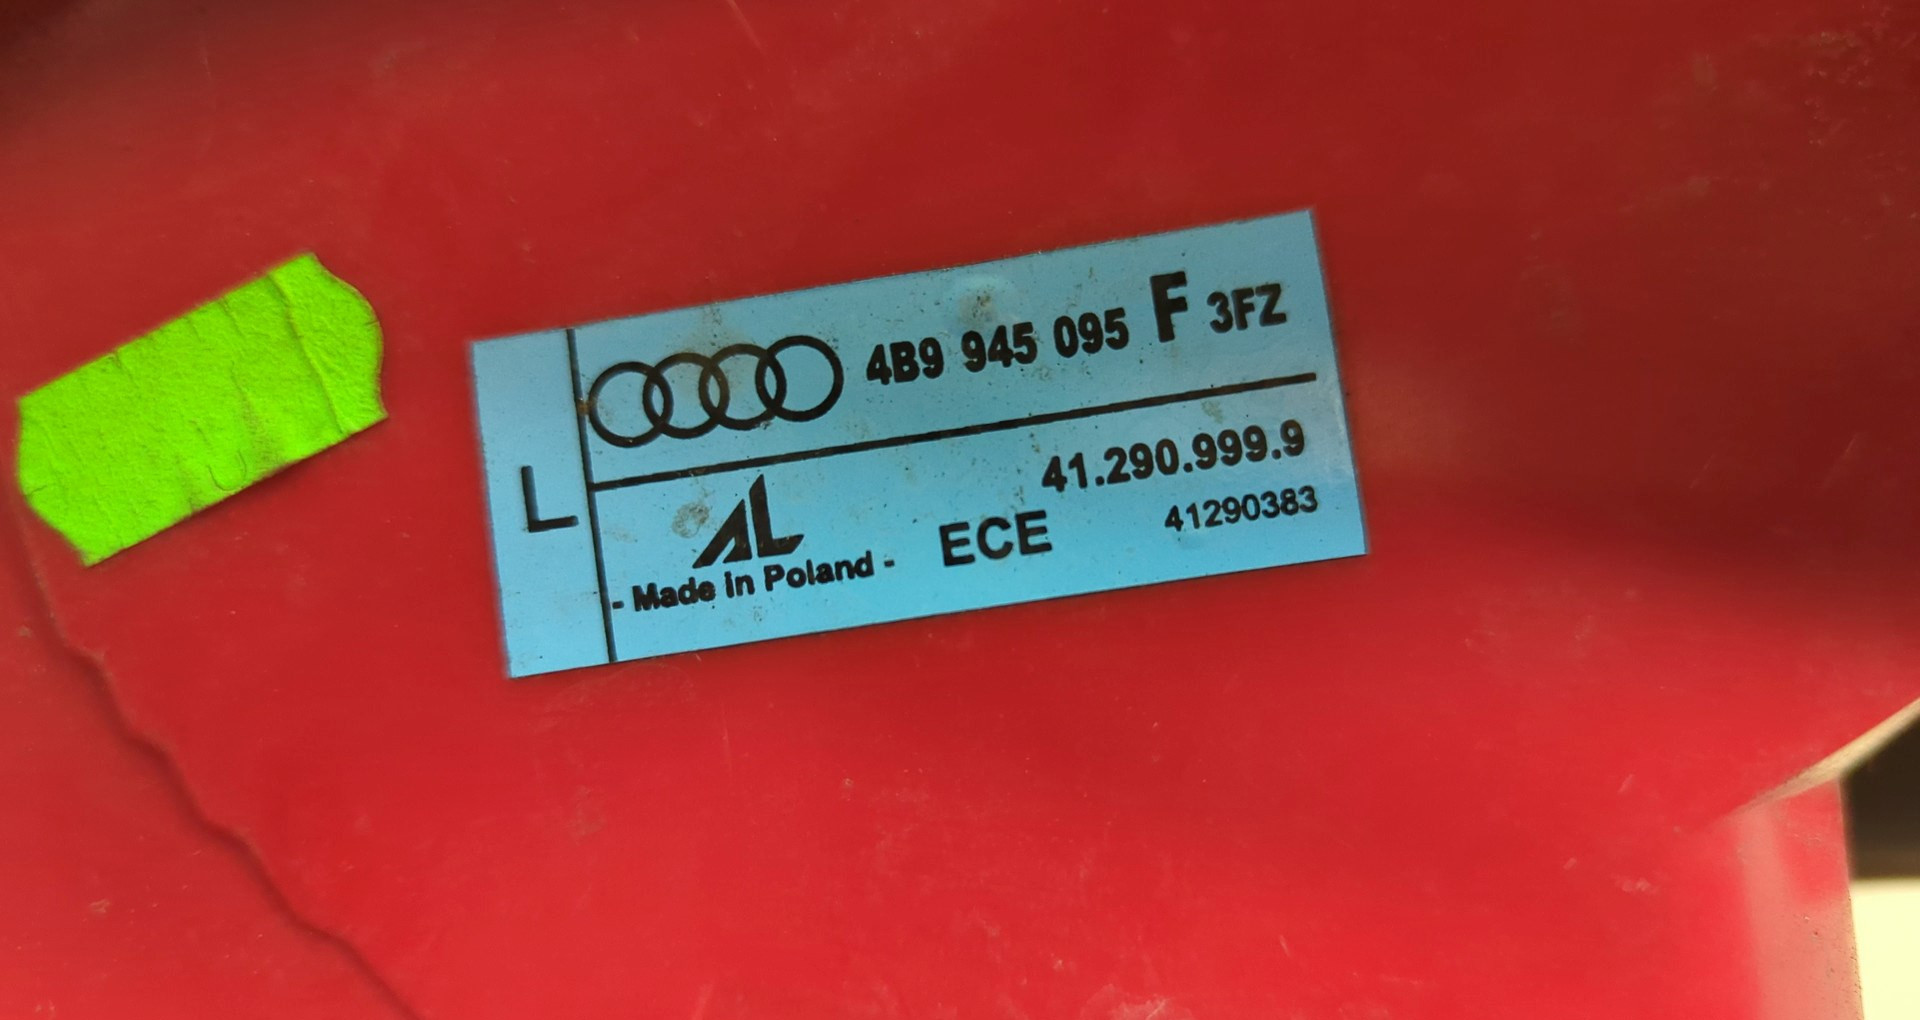 L
4B9 945 095 F 3FZ
41.290.999.9
AL
ECE
41290383
- Made in Poland -